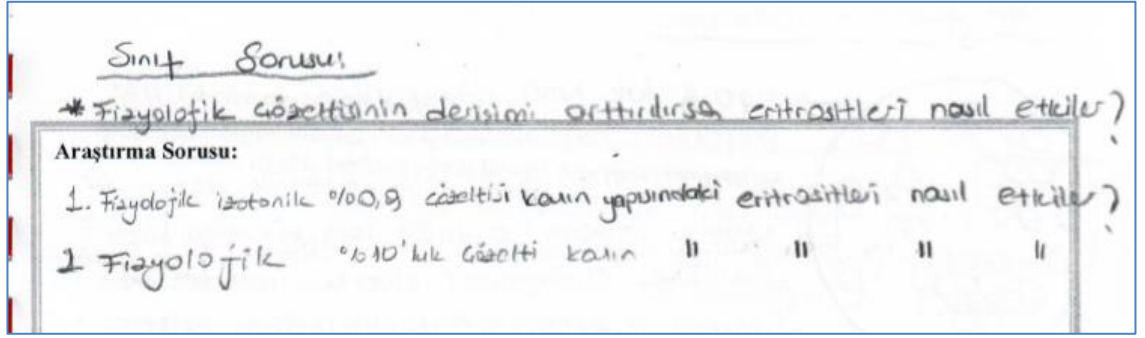 Sınıf Sorusu:
* Fizyolojik çözeltisinin derişimi arttırılırsa eritrositleri nasıl etkiler?
Araştırma Sorusu:
1. Fizyolojik izotonik %0,9 çözeltisi kanın yapısındaki eritrositleri nasıl etkiler?
2 Fizyolojik %10'luk çözelti kanın " " " "